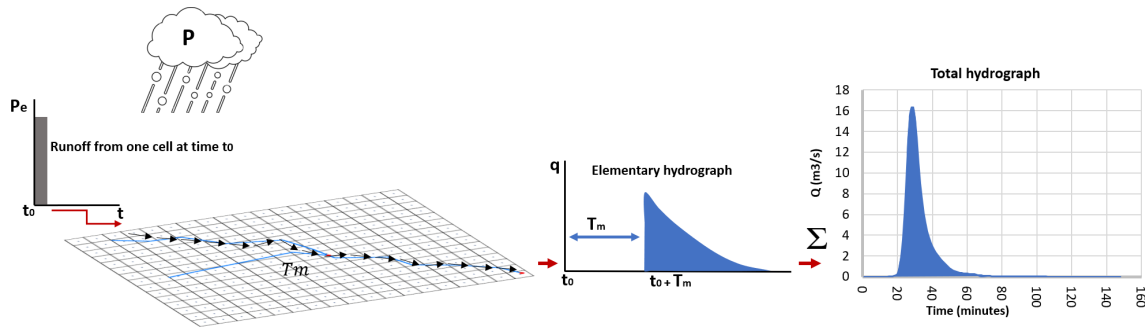 P
Pe
Runoff from one cell at time t0
t0
t
Tm
q
Elementary hydrograph
Tm
t0
t0 + Tm
Σ
Total hydrograph
Q (m3/s)
18
16
14
12
10
8
6
4
2
0
0
20
40
60
80
100
120
140
160
Time (minutes)